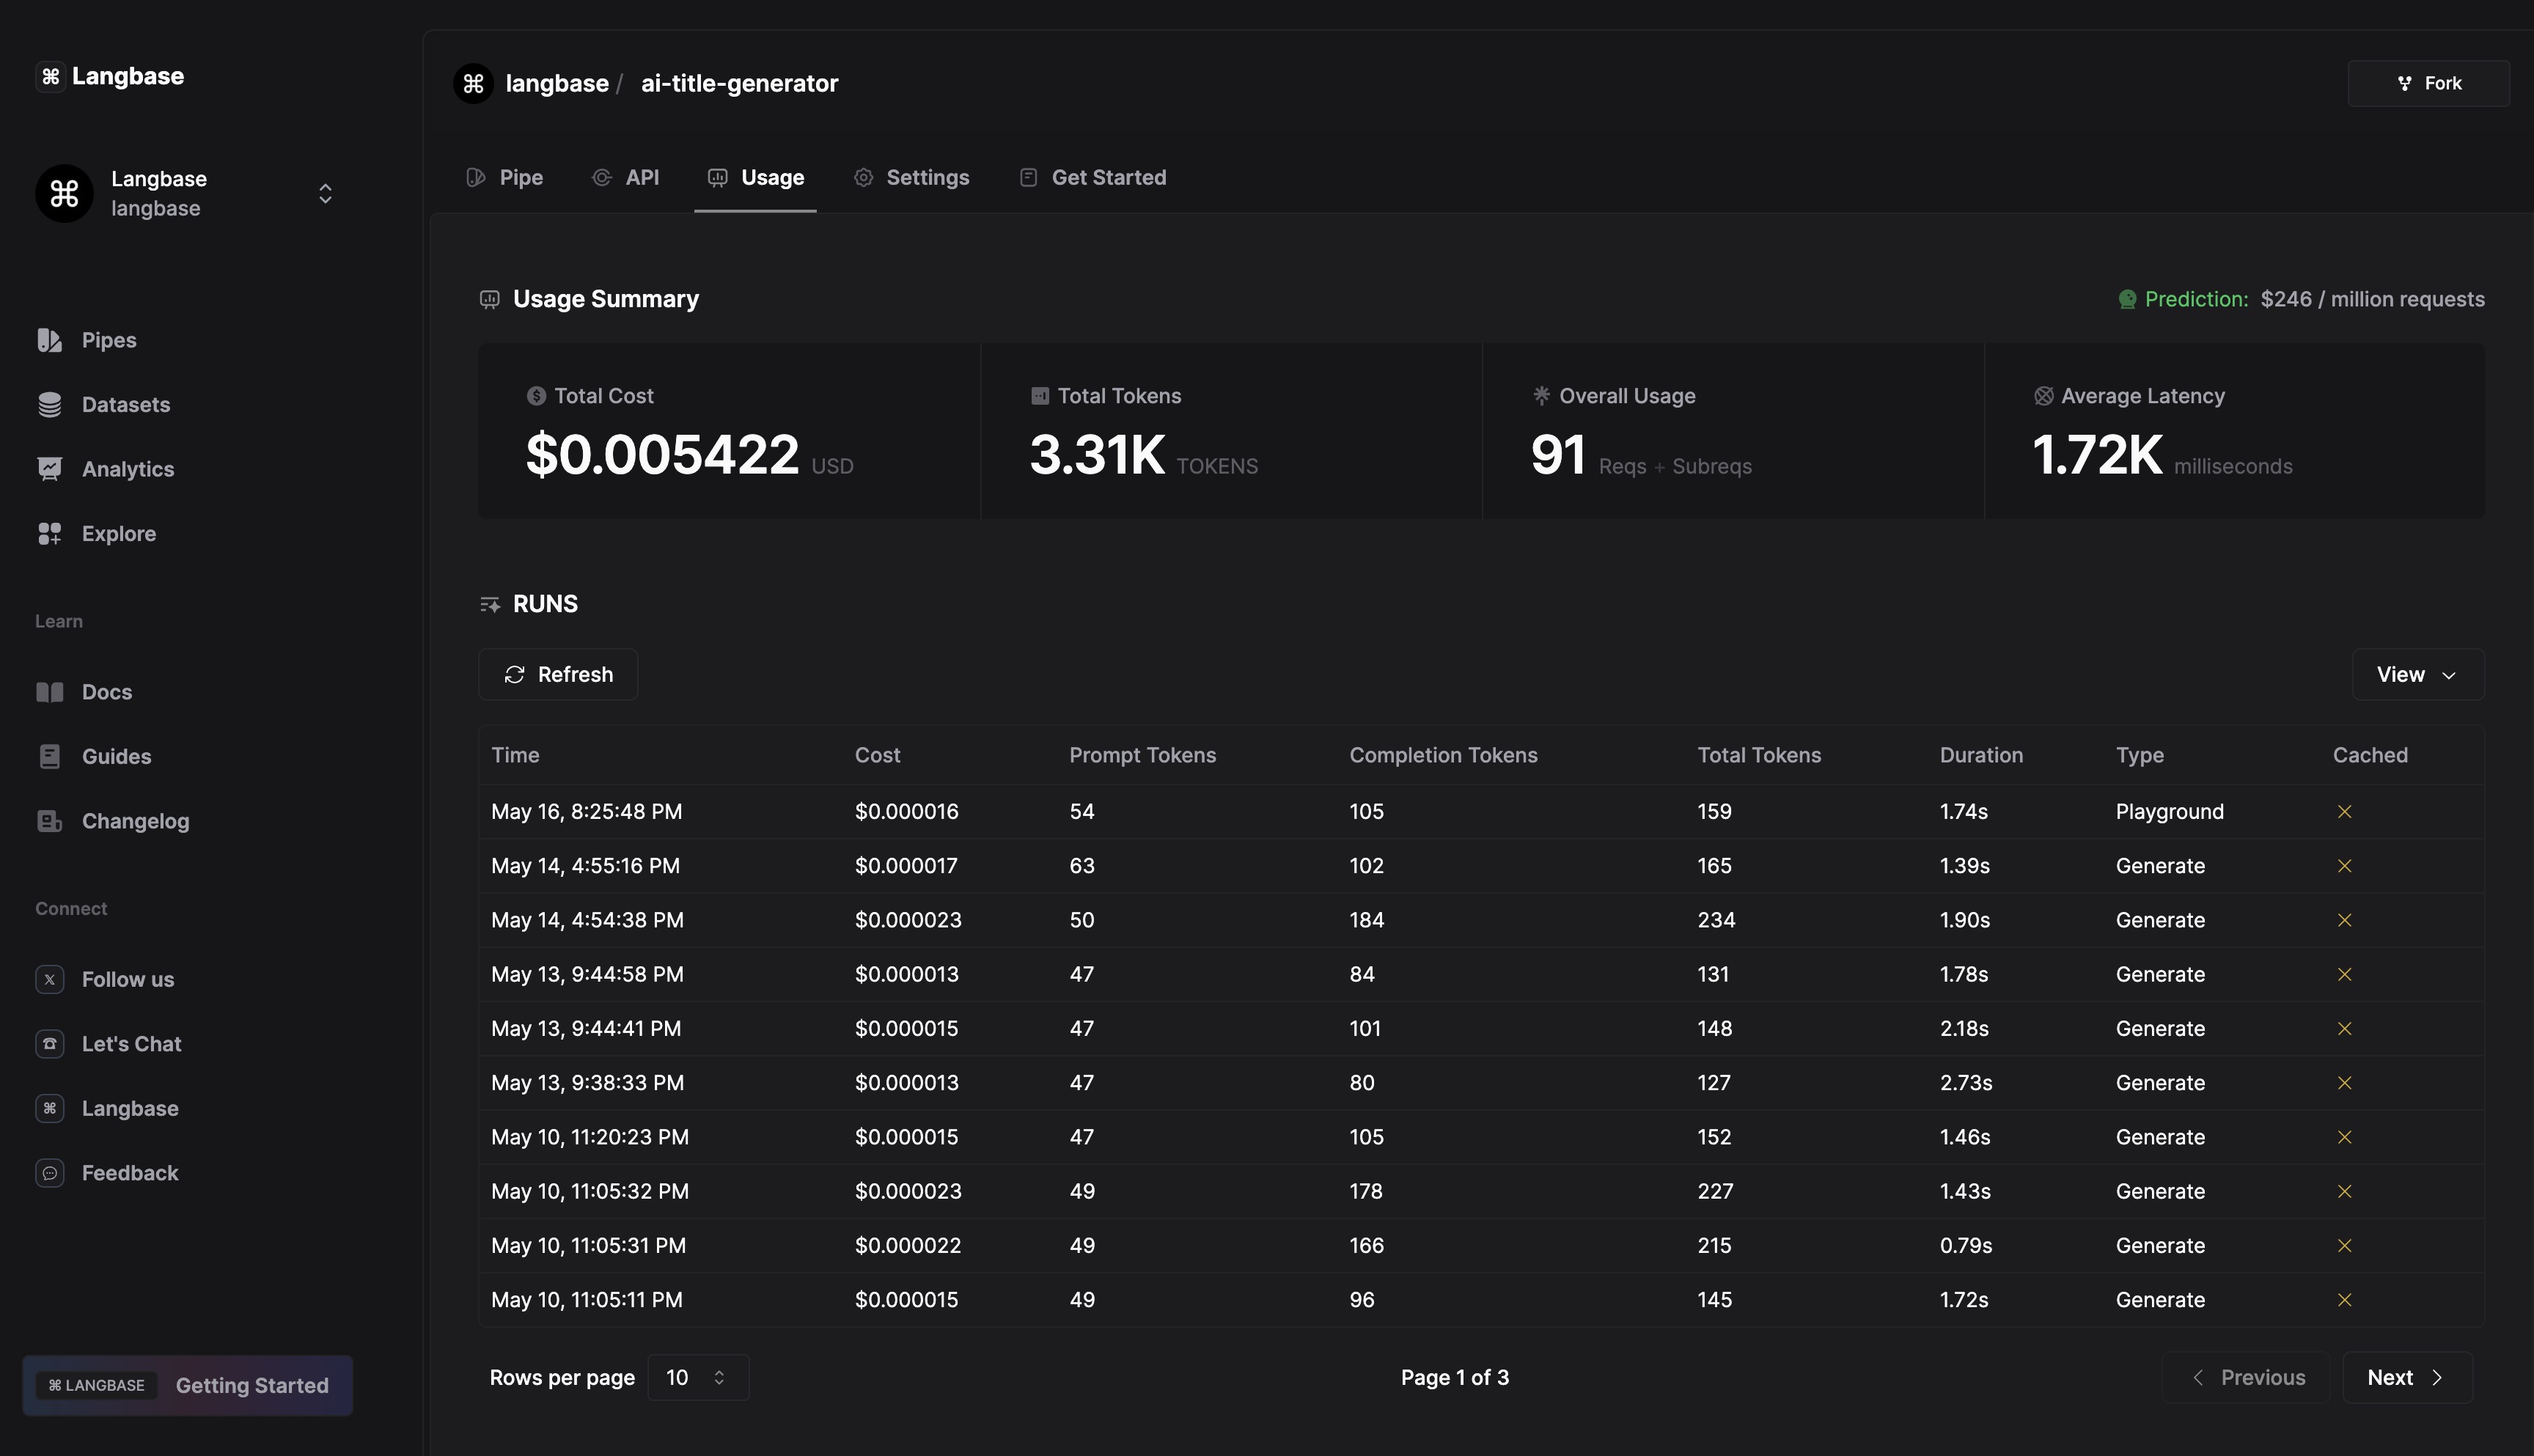 Langbase
Langbase
langbase
Pipes
Datasets
Analytics
Explore
Learn
Docs
Guides
Changelog
Connect
Follow us
Let's Chat
Langbase
Feedback
⌘ LANGBASE Getting Started
langbase / ai-title-generator
Fork
Pipe API Usage Settings Get Started
Usage Summary
Prediction: $246 / million requests
Total Cost
$0.005422 USD
Total Tokens
3.31K TOKENS
Overall Usage
91 Reqs + Subreqs
Average Latency
1.72K milliseconds
RUNS
Refresh
View
Time Cost Prompt Tokens Completion Tokens Total Tokens Duration Type Cached
May 16, 8:25:48 PM $0.000016 54 105 159 1.74s Playground
May 14, 4:55:16 PM $0.000017 63 102 165 1.39s Generate
May 14, 4:54:38 PM $0.000023 50 184 234 1.90s Generate
May 13, 9:44:58 PM $0.000013 47 84 131 1.78s Generate
May 13, 9:44:41 PM $0.000015 47 101 148 2.18s Generate
May 13, 9:38:33 PM $0.000013 47 80 127 2.73s Generate
May 10, 11:20:23 PM $0.000015 47 105 152 1.46s Generate
May 10, 11:05:32 PM $0.000023 49 178 227 1.43s Generate
May 10, 11:05:31 PM $0.000022 49 166 215 0.79s Generate
May 10, 11:05:11 PM $0.000015 49 96 145 1.72s Generate
Rows per page 10
Page 1 of 3
Previous
Next